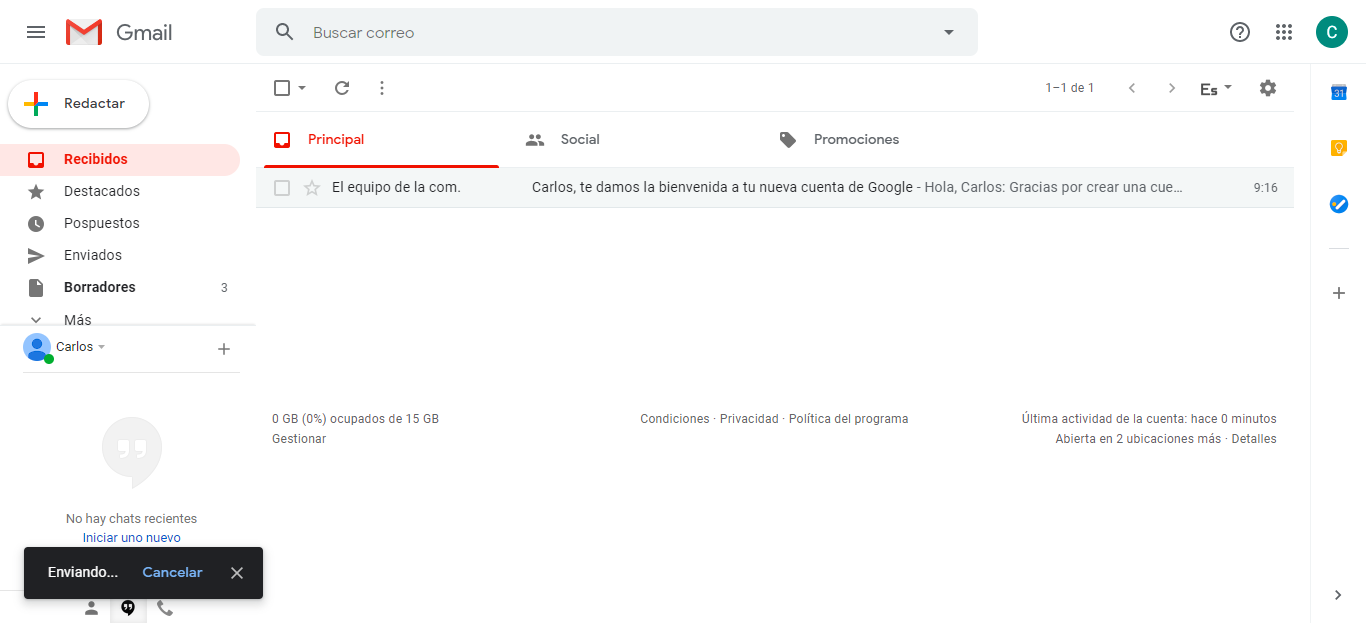 Gmail
Buscar correo
C
Redactar
1–1 de 1
Es
31
Recibidos
Principal
Social
Promociones
Destacados
El equipo de la com.
Carlos, te damos la bienvenida a tu nueva cuenta de Google - Hola, Carlos: Gracias por crear una cue…
9:16
Pospuestos
Enviados
Borradores
3
Más
Carlos
0 GB (0%) ocupados de 15 GB
Gestionar
Condiciones · Privacidad · Política del programa
Última actividad de la cuenta: hace 0 minutos
Abierta en 2 ubicaciones más · Detalles
No hay chats recientes
Iniciar uno nuevo
Enviando... Cancelar